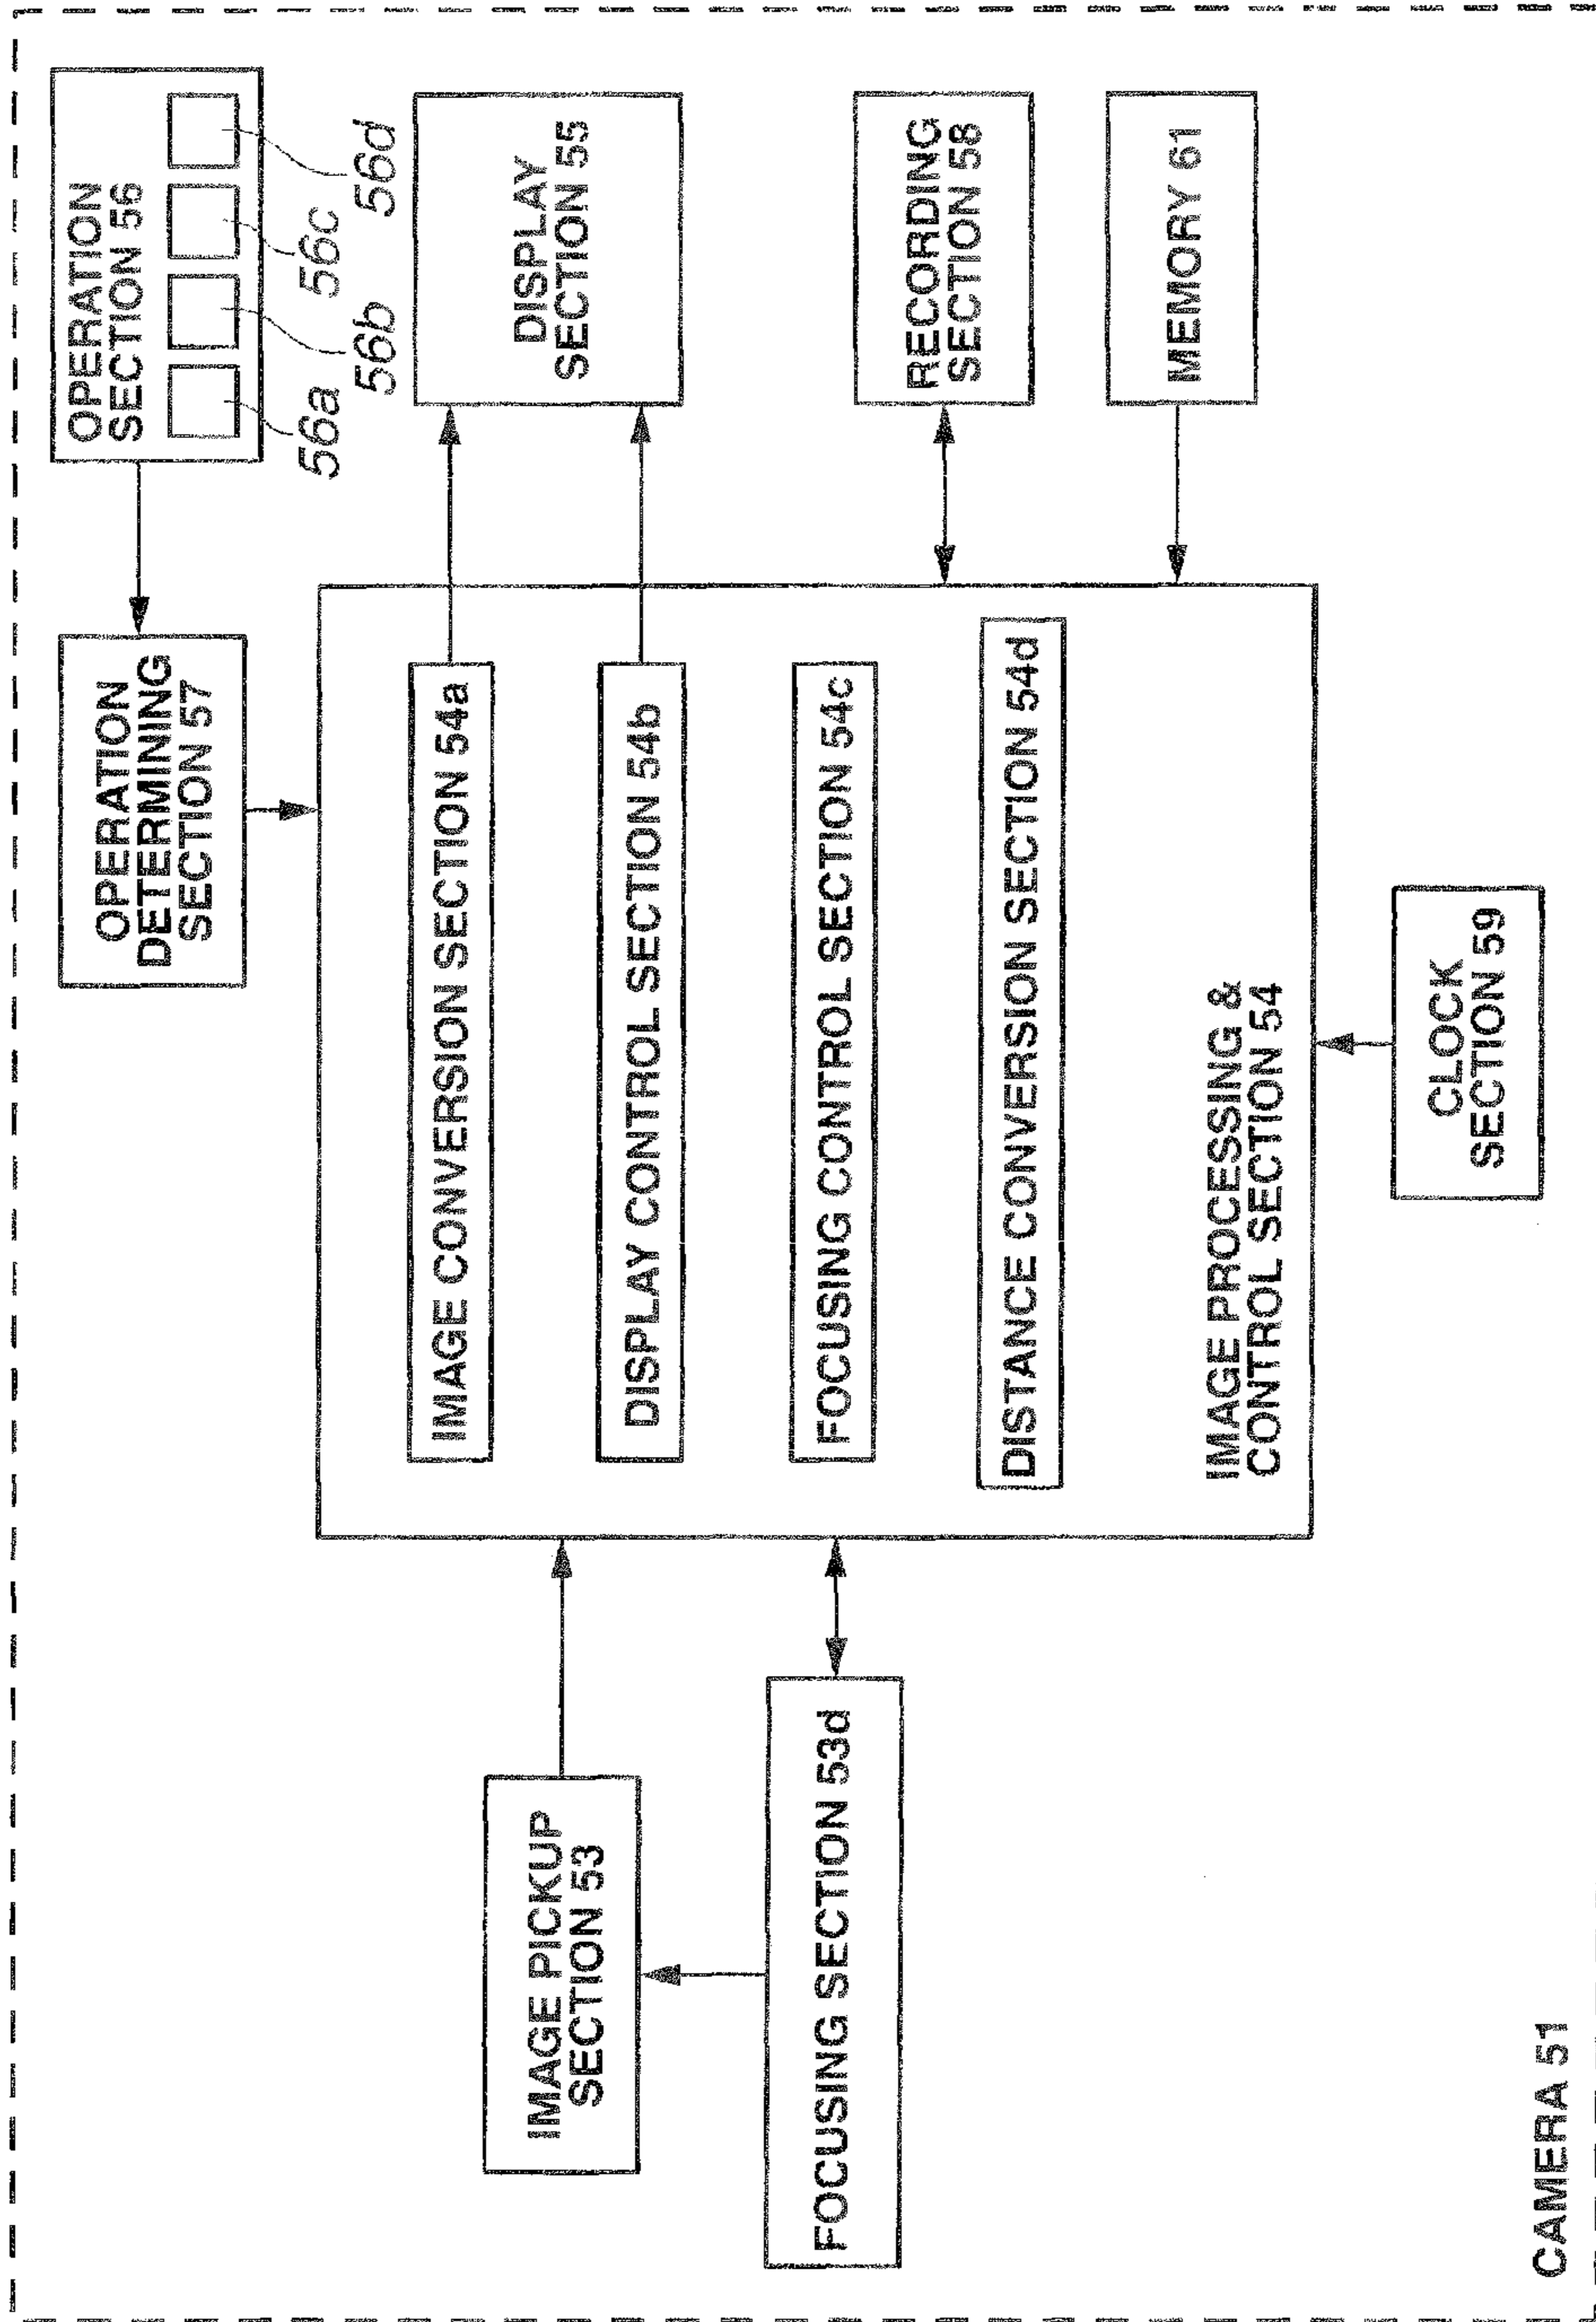 OPERATION
SECTION 56
56a
56b
56c
56d
OPERATION
DETERMINING
SECTION 57
DISPLAY
SECTION 55
RECORDING
SECTION 58
MEMORY 61
IMAGE CONVERSION SECTION 54a
DISPLAY CONTROL SECTION 54b
FOCUSING CONTROL SECTION 54c
DISTANCE CONVERSION SECTION 54d
IMAGE PROCESSING &
CONTROL SECTION 54
CLOCK
SECTION 59
IMAGE PICKUP
SECTION 53
FOCUSING SECTION 53d
CAMERA 51